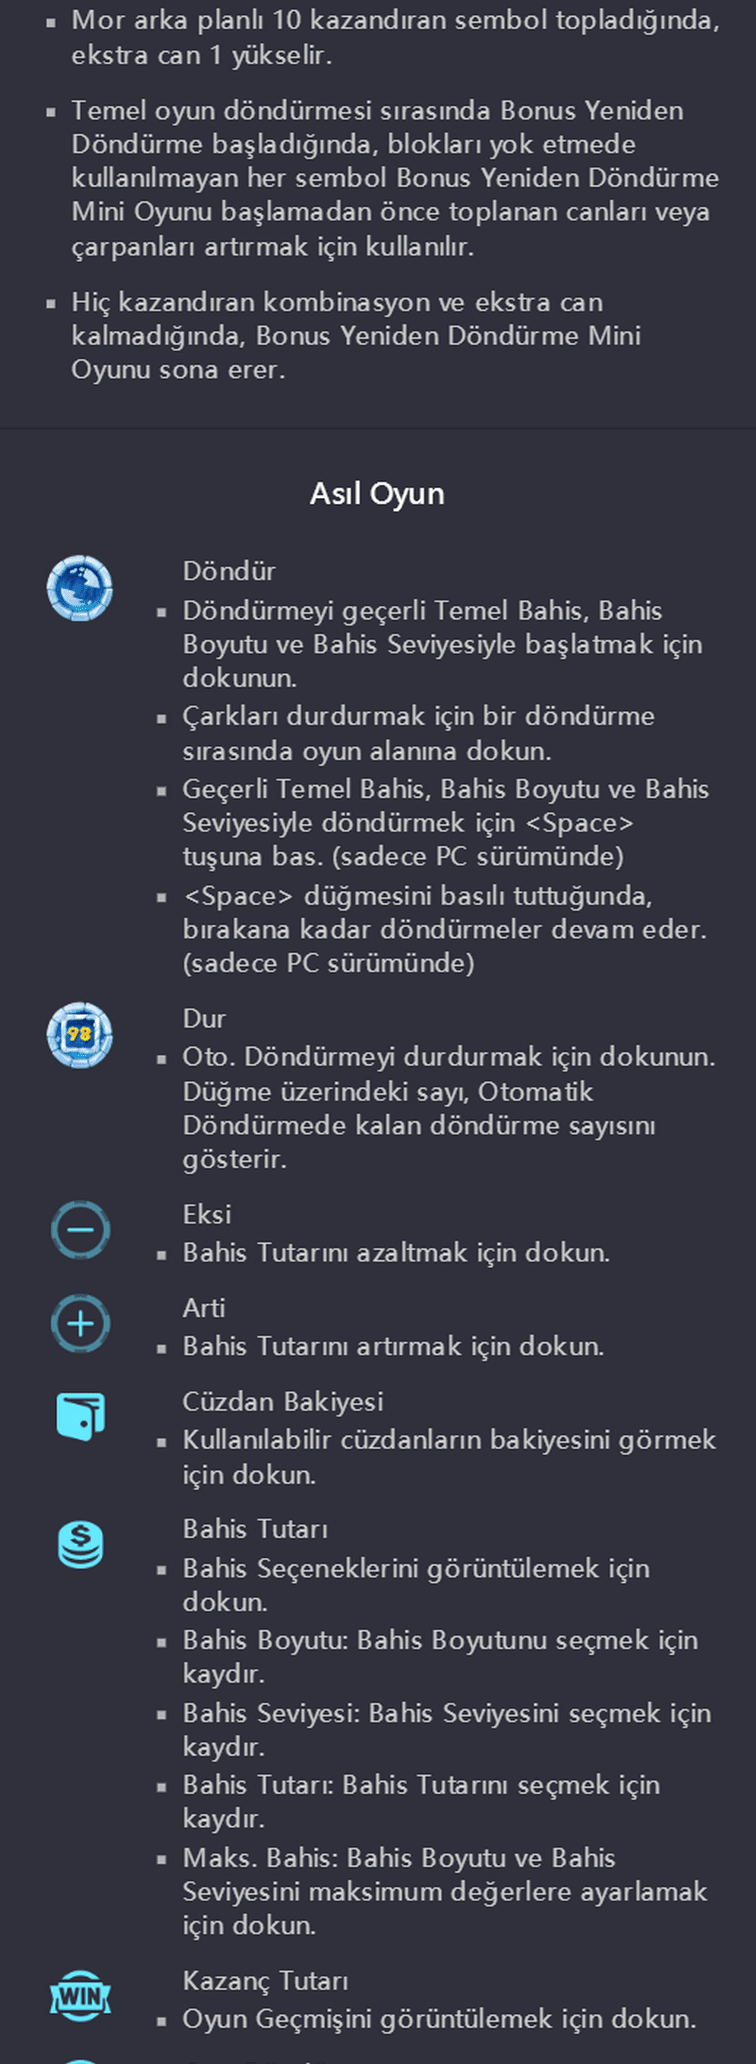 Mor arka planlı 10 kazandıran sembol topladığında,
ekstra can 1 yükselir.
Temel oyun döndürmesi sırasında Bonus Yeniden
Döndürme başladığında, blokları yok etmede
kullanılmayan her sembol Bonus Yeniden Döndürme
Mini Oyunu başlamadan önce toplanan canları veya
çarpanları artırmak için kullanılır.
Hiç kazandıran kombinasyon ve ekstra can
kalmadığında, Bonus Yeniden Döndürme Mini
Oyunu sona erer.
Asıl Oyun
Döndür
Döndürmeyi geçerli Temel Bahis, Bahis
Boyutu ve Bahis Seviyesiyle başlatmak için
dokunun.
Çarkları durdurmak için bir döndürme
sırasında oyun alanına dokun.
Geçerli Temel Bahis, Bahis Boyutu ve Bahis
Seviyesiyle döndürmek için <Space>
tuşuna bas. (sadece PC sürümünde)
<Space> düğmesini basılı tuttuğunda,
bırakana kadar döndürmeler devam eder.
(sadece PC sürümünde)
98
Dur
Oto. Döndürmeyi durdurmak için dokunun.
Düğme üzerindeki sayı, Otomatik
Döndürmede kalan döndürme sayısını
gösterir.
Eksi
Bahis Tutarını azaltmak için dokun.
Arti
Bahis Tutarını artırmak için dokun.
Cüzdan Bakiyesi
Kullanılabilir cüzdanların bakiyesini görmek
için dokun.
Bahis Tutarı
Bahis Seçeneklerini görüntülemek için
dokun.
Bahis Boyutu: Bahis Boyutunu seçmek için
kaydır.
Bahis Seviyesi: Bahis Seviyesini seçmek için
kaydır.
Bahis Tutarı: Bahis Tutarını seçmek için
kaydır.
Maks. Bahis: Bahis Boyutu ve Bahis
Seviyesini maksimum değerlere ayarlamak
için dokun.
WIN
Kazanç Tutarı
Oyun Geçmişini görüntülemek için dokun.